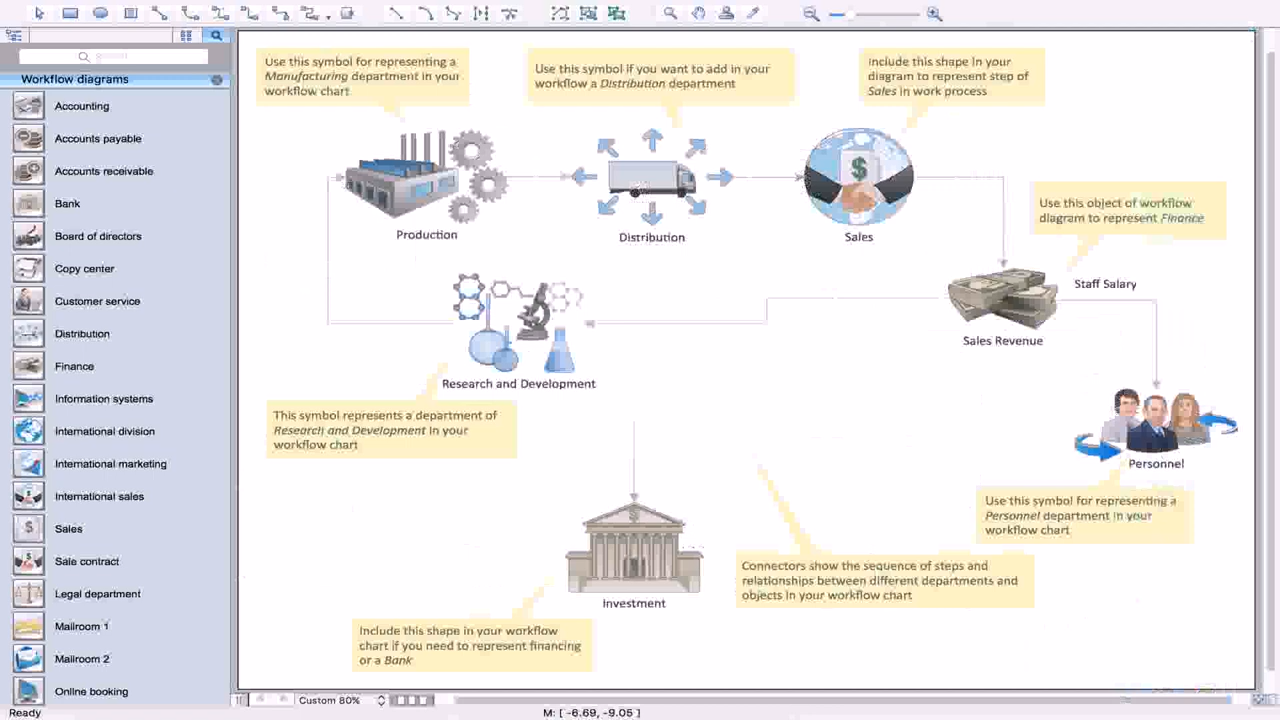 Workflow diagrams
Accounting
Accounts payable
Accounts receivable
Bank
Board of directors
Copy center
Customer service
Distribution
Finance
Information systems
International division
International marketing
International sales
Sales
Sale contract
Legal department
Mailroom 1
Mailroom 2
Online booking
Use this symbol for representing a
Manufacturing department in your
workflow chart
Use this symbol if you want to add in your
workflow a Distribution department
Include this shape in your
diagram to represent step of
Sales in work process
Production
Distribution
Sales
Use this object of workflow
diagram to represent Finance
Staff Salary
Sales Revenue
Research and Development
This symbol represents a department of
Research and Development in your
workflow chart
Personnel
Use this symbol for representing a
Personnel department in your
workflow chart
Connectors show the sequence of steps and
relationships between different departments and
objects in your workflow chart
Investment
Include this shape in your workflow
chart if you need to represent financing
or a Bank
Custom 80%
Ready
M: [ -6.69, -9.05 ]